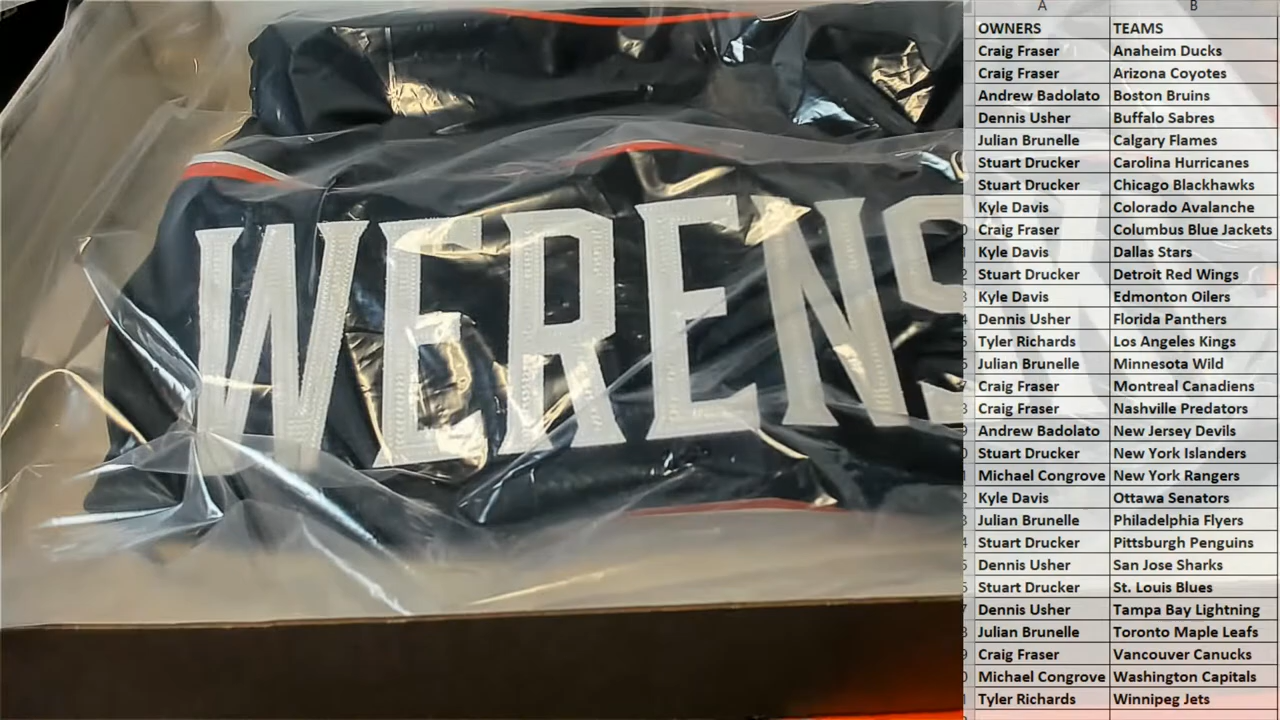 WERENS
A B
OWNERS TEAMS
Craig Fraser Anaheim Ducks
Craig Fraser Arizona Coyotes
Andrew Badolato Boston Bruins
Dennis Usher Buffalo Sabres
Julian Brunelle Calgary Flames
Stuart Drucker Carolina Hurricanes
Stuart Drucker Chicago Blackhawks
Kyle Davis Colorado Avalanche
Craig Fraser Columbus Blue Jackets
Kyle Davis Dallas Stars
Stuart Drucker Detroit Red Wings
Kyle Davis Edmonton Oilers
Dennis Usher Florida Panthers
Tyler Richards Los Angeles Kings
Julian Brunelle Minnesota Wild
Craig Fraser Montreal Canadiens
Craig Fraser Nashville Predators
Andrew Badolato New Jersey Devils
Stuart Drucker New York Islanders
Michael Congrove New York Rangers
Kyle Davis Ottawa Senators
Julian Brunelle Philadelphia Flyers
Stuart Drucker Pittsburgh Penguins
Dennis Usher San Jose Sharks
Stuart Drucker St. Louis Blues
Dennis Usher Tampa Bay Lightning
Julian Brunelle Toronto Maple Leafs
Craig Fraser Vancouver Canucks
Michael Congrove Washington Capitals
Tyler Richards Winnipeg Jets